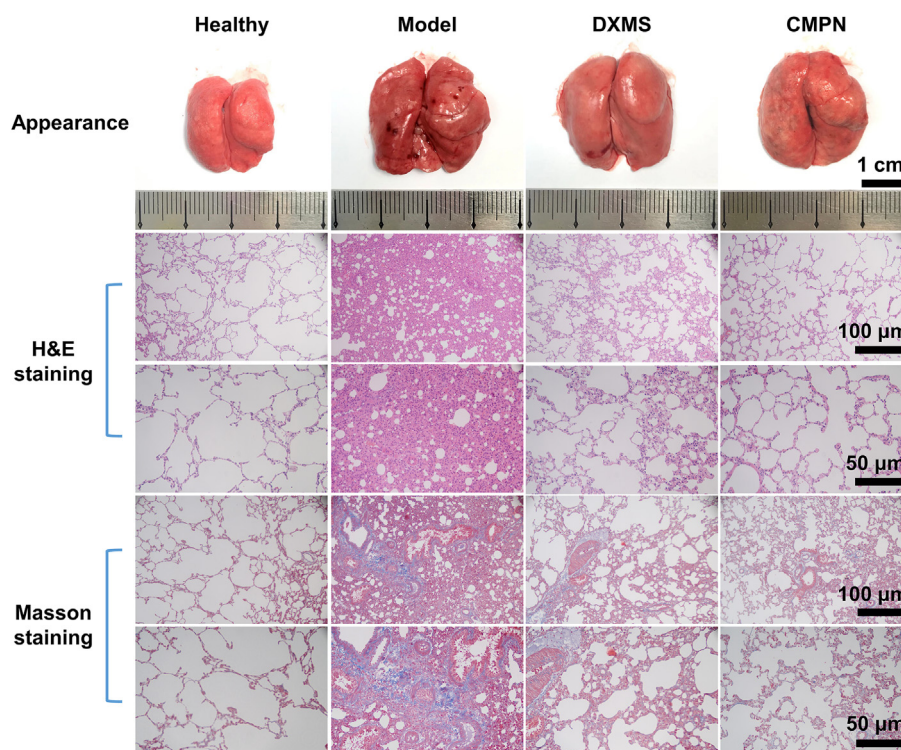 Healthy Model DXMS CMPN
Appearance
1 cm
H&E
staining
100 μm
50 μm
Masson
staining
100 μm
50 μm